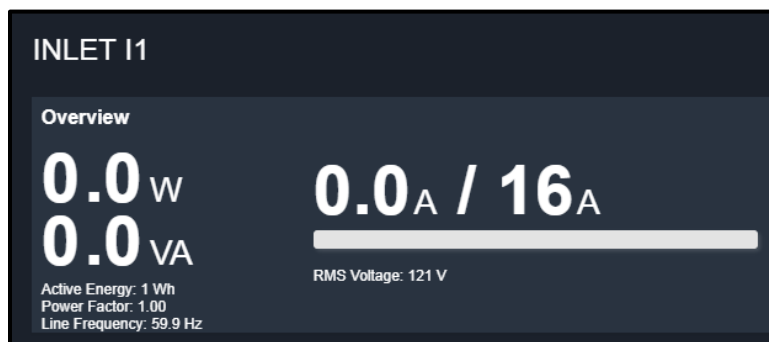 INLET I1
Overview
0.0 W
0.0 VA
Active Energy: 1 Wh
Power Factor: 1.00
Line Frequency: 59.9 Hz
0.0A / 16A
RMS Voltage: 121 V